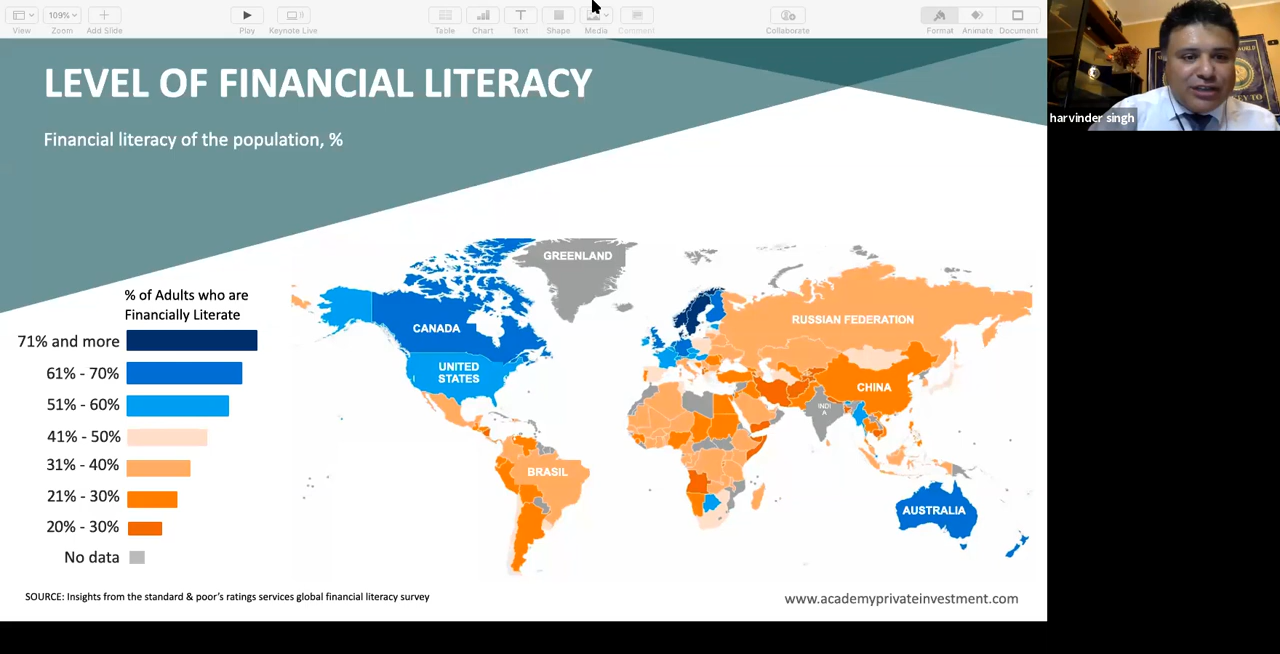 View
109%
Zoom
Add Slide
Play
Keynote Live
Table
Chart
Text
Shape
Media
Comment
Collaborate
Format
Animate
Document
LEVEL OF FINANCIAL LITERACY
Financial literacy of the population, %
harvinder singh
% of Adults who are
Financially Literate
71% and more
61% - 70%
51% - 60%
41% - 50%
31% - 40%
21% - 30%
20% - 30%
No data
GREENLAND
CANADA
UNITED
STATES
BRASIL
RUSSIAN FEDERATION
CHINA
INDI
A
AUSTRALIA
SOURCE: Insights from the standard & poor's ratings services global financial literacy survey
www.academyprivateinvestment.com